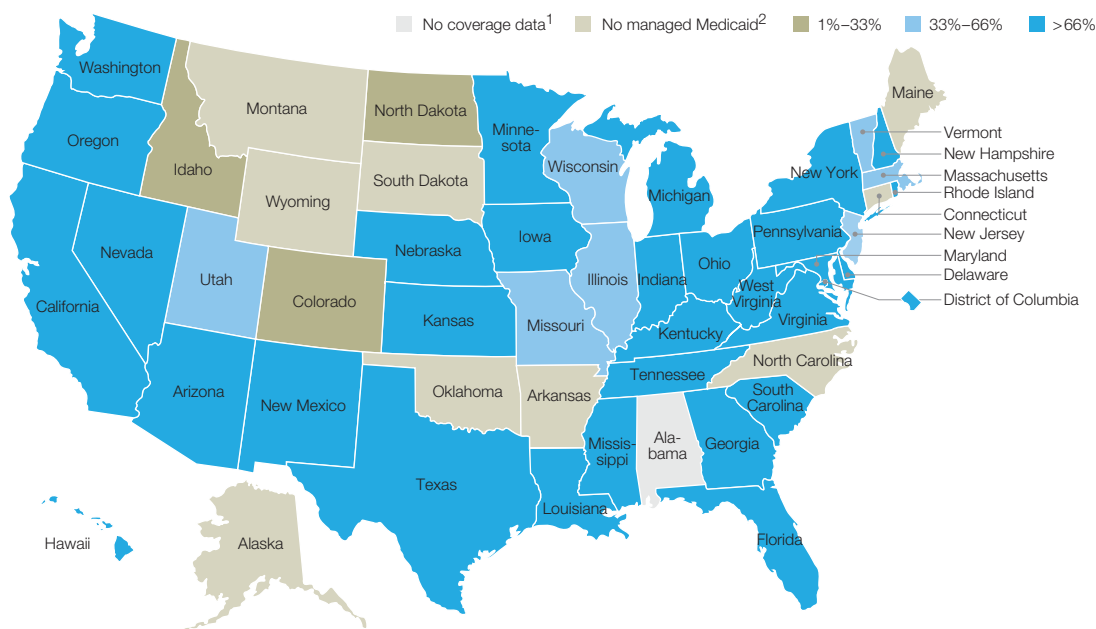 No coverage data1
No managed Medicaid2
1%–33%
33%–66%
>66%
Washington
Montana
North Dakota
Minne-
sota
Maine
Oregon
Idaho
Wisconsin
Vermont
New Hampshire
Massachusetts
Rhode Island
Connecticut
New Jersey
Maryland
Delaware
District of Columbia
New York
South Dakota
Michigan
Wyoming
Nevada
Nebraska
Iowa
Pennsylvania
Utah
Illinois
Indiana
Ohio
West
Virginia
California
Colorado
Kansas
Missouri
Kentucky
Virginia
Arizona
New Mexico
Oklahoma
Arkansas
Tennessee
North Carolina
South
Carolina
Texas
Missis-
sippi
Ala-
bama
Georgia
Louisiana
Hawaii
Alaska
Florida